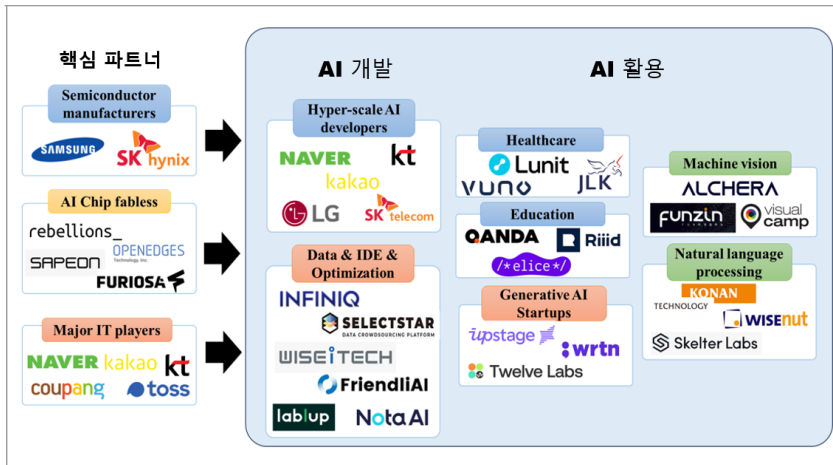 핵심 파트너
Semiconductor
manufacturers
SAMSUNG
SK hynix
AI Chip fabless
rebellions_
OPENEDGES
Technology, Inc.
SAPEON
FURIOSA
Major IT players
NAVER kakao kt
coupang toss
AI 개발
Hyper-scale AI
developers
NAVER
kt
kakao
LG
SK telecom
Data & IDE &
Optimization
INFINIQ
SELECTSTAR
DATA CROWDSOURCING PLATFORM
WISEiTECH
FriendliAI
lablup
Nota AI
AI 활용
Healthcare
Lunit
VUNO
JLK
Education
QANDA
Riiid
/*elice*/
Generative AI
Startups
upstage
wrtn
Twelve Labs
Machine vision
ALCHERA
FUNZIN
visual
camp
Natural language
processing
KONAN
TECHNOLOGY
WISEnut
Skelter Labs